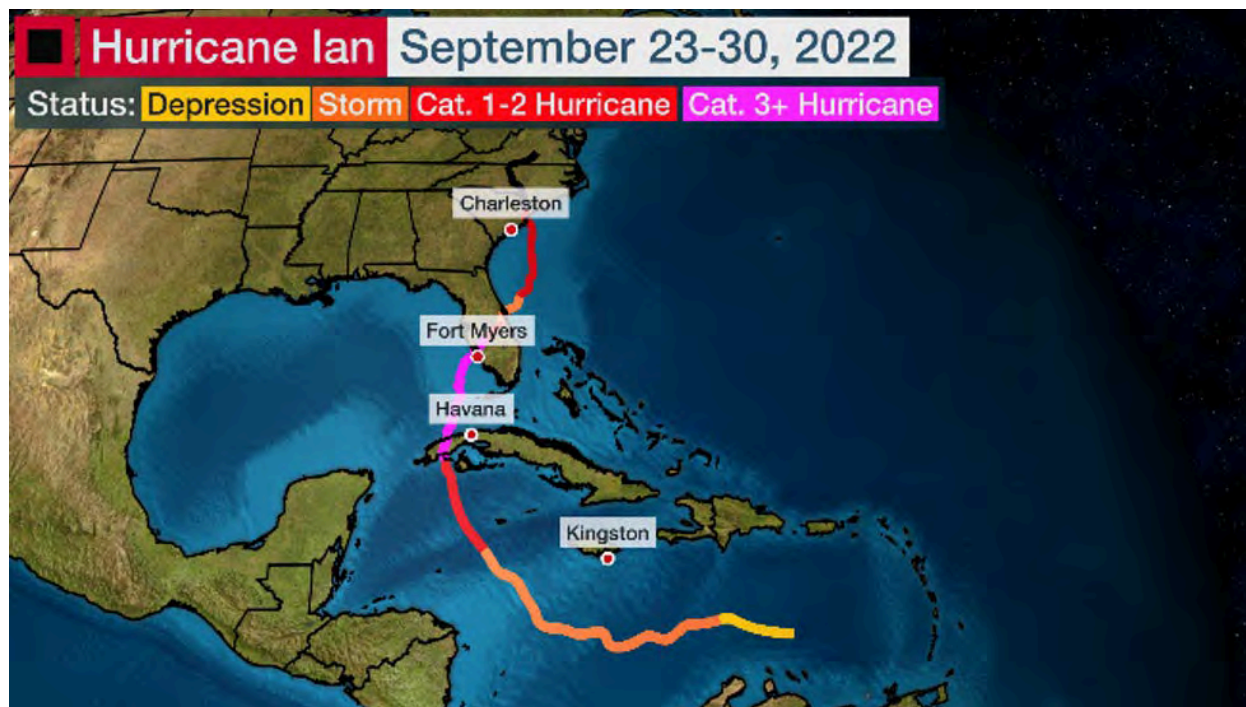 Hurricane Ian September 23-30, 2022
Status: Depression Storm Cat. 1-2 Hurricane Cat. 3+ Hurricane
Charleston
Fort Myers
Havana
Kingston